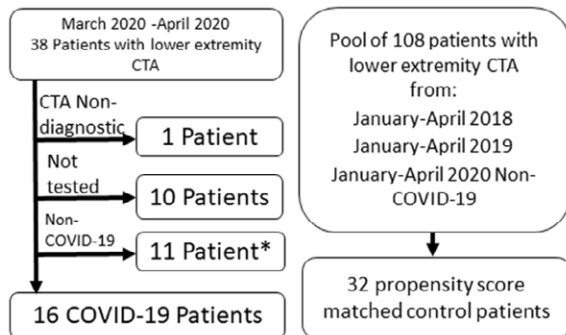 March 2020 -April 2020
38 Patients with lower extremity
CTA
CTA Non-
diagnostic
1 Patient
Not
tested
10 Patients
Non-
COVID-19
11 Patient*
16 COVID-19 Patients
Pool of 108 patients with
lower extremity CTA
from:
January-April 2018
January-April 2019
January-April 2020 Non-
COVID-19
32 propensity score
matched control patients